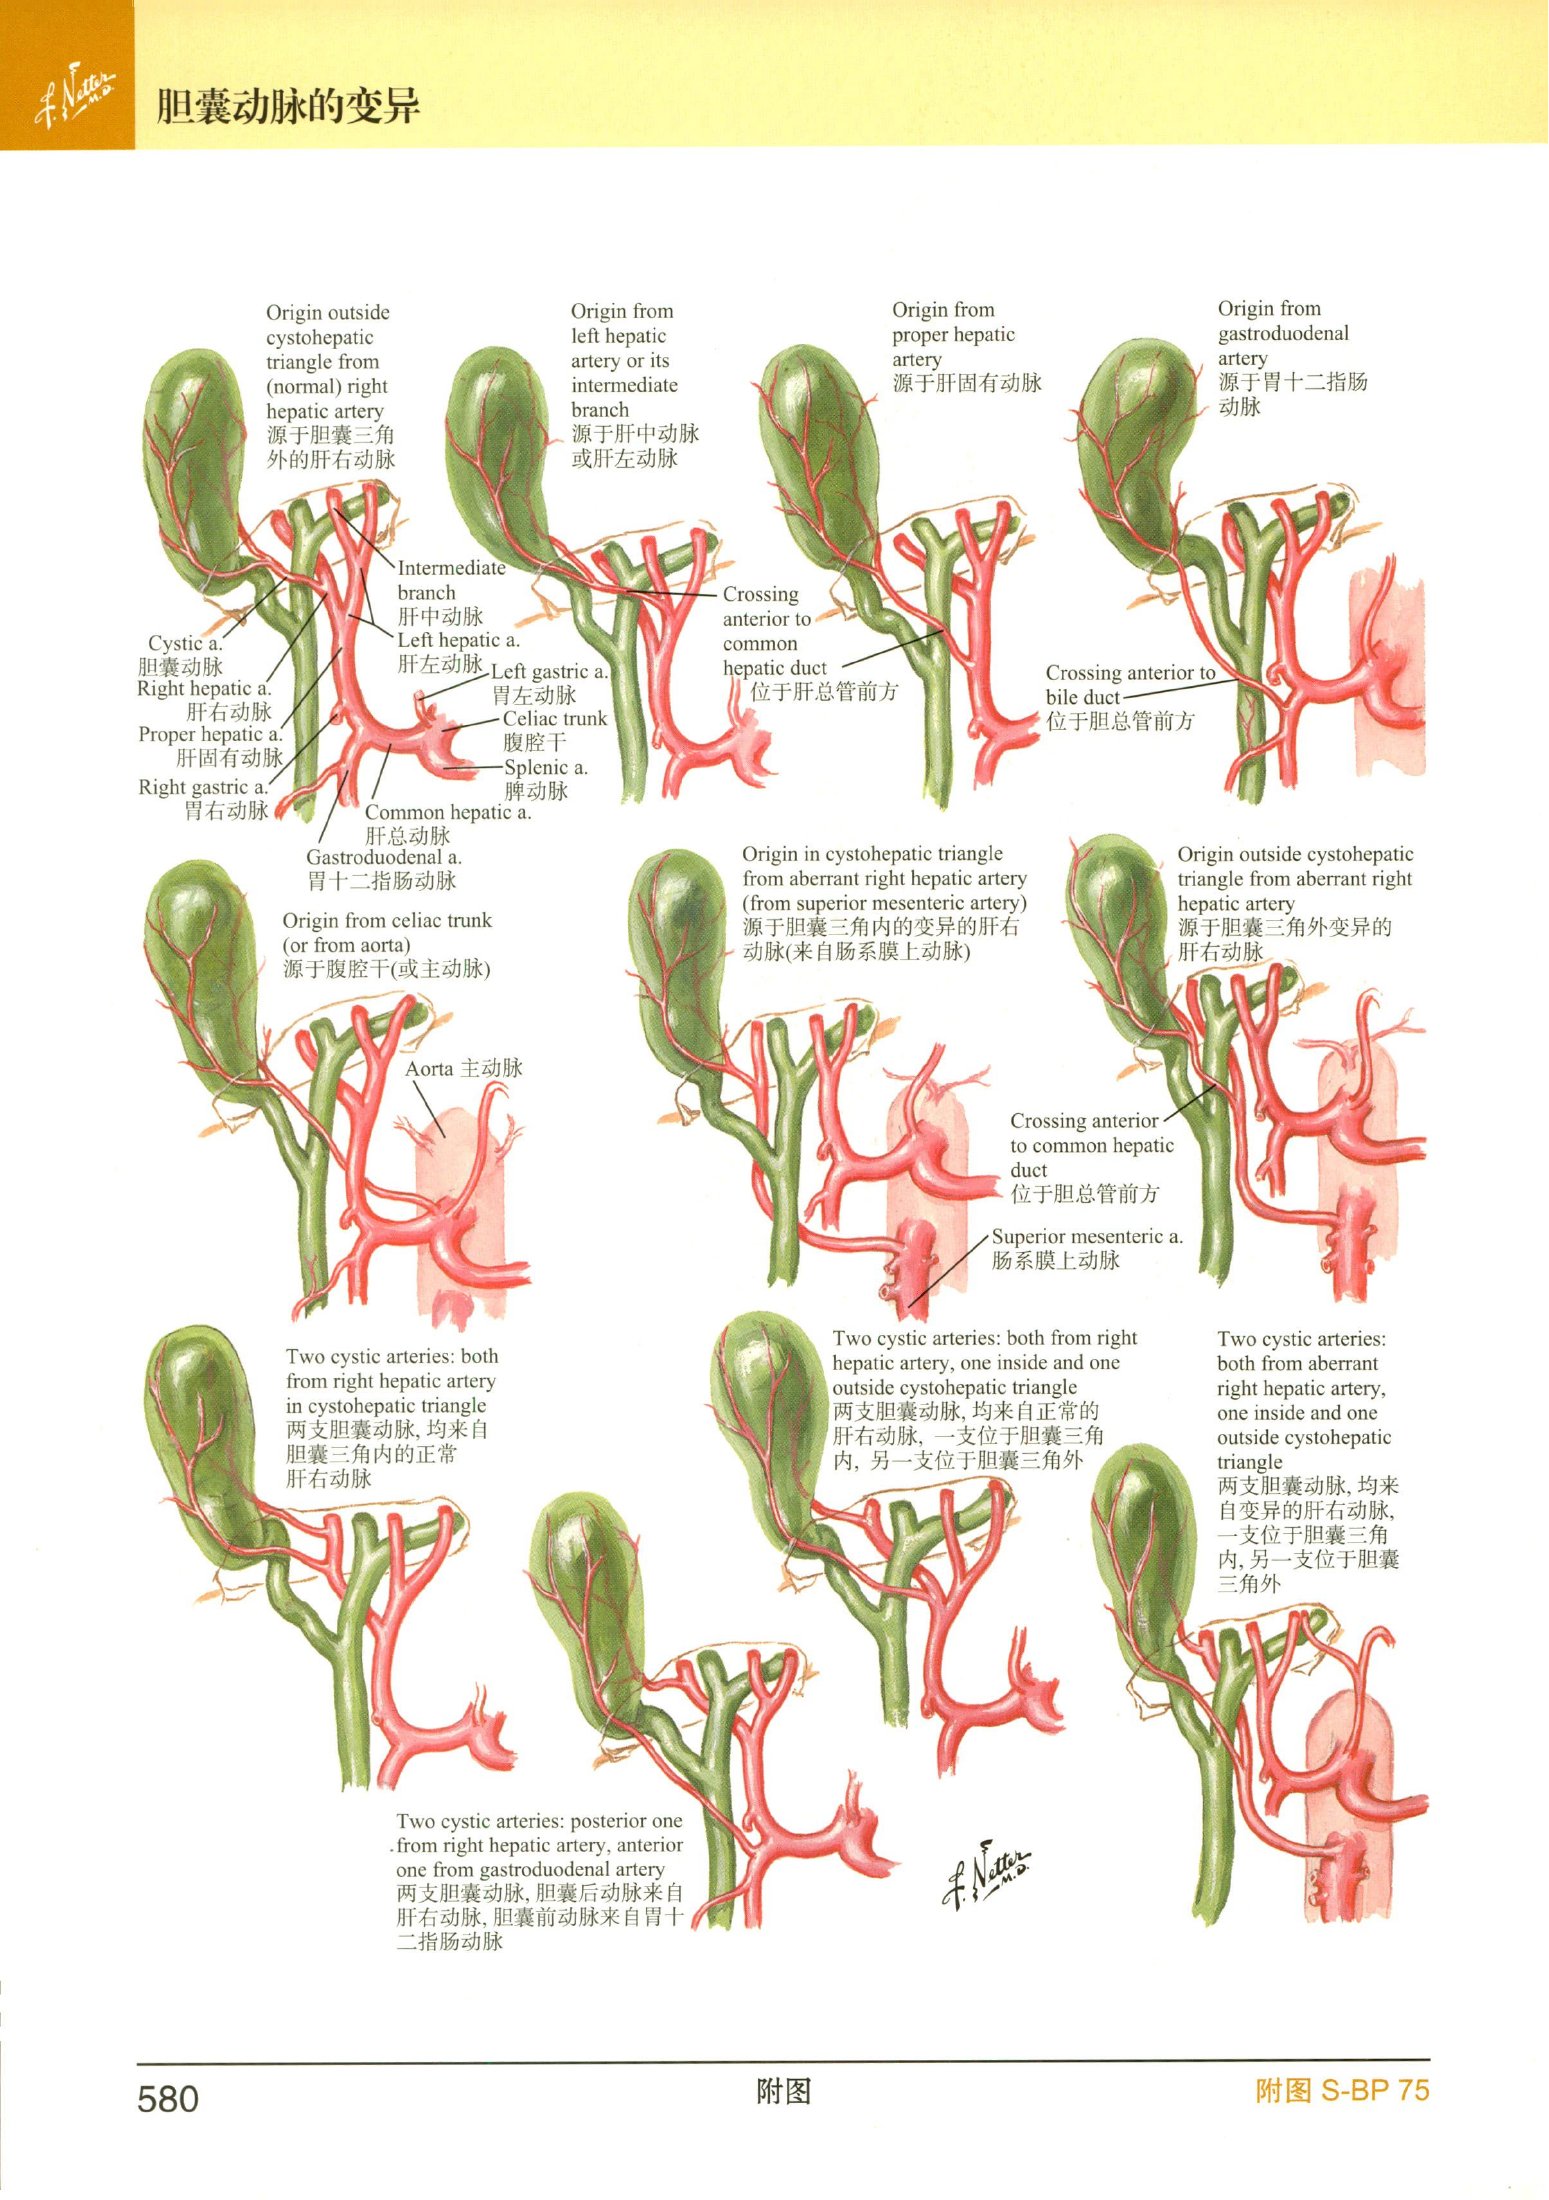 F. Netter M.D.
胆囊动脉的变异
Origin outside
cystohepatic
triangle from
(normal) right
hepatic artery
源于胆囊三角
外的肝右动脉
Origin from
left hepatic
artery or its
intermediate
branch
源于肝中动脉
或肝左动脉
Origin from
proper hepatic
artery
源于肝固有动脉
Origin from
gastroduodenal
artery
源于胃十二指肠
动脉
Intermediate
branch
肝中动脉
Left hepatic a.
肝左动脉
Left gastric a.
胃左动脉
Celiac trunk
腹腔干
Splenic a.
脾动脉
Cystic a.
胆囊动脉
Right hepatic a.
肝右动脉
Proper hepatic a.
肝固有动脉
Right gastric a.
胃右动脉
Common hepatic a.
肝总动脉
Gastroduodenal a.
胃十二指肠动脉
Crossing
anterior to
common
hepatic duct
位于肝总管前方
Crossing anterior to
bile duct
位于胆总管前方
Origin from celiac trunk
(or from aorta)
源于腹腔干(或主动脉)
Aorta 主动脉
Origin in cystohepatic triangle
from aberrant right hepatic artery
(from superior mesenteric artery)
源于胆囊三角内的变异的肝右
动脉(来自肠系膜上动脉)
Origin outside cystohepatic
triangle from aberrant right
hepatic artery
源于胆囊三角外变异的
肝右动脉
Crossing anterior
to common hepatic
duct
位于胆总管前方
Superior mesenteric a.
肠系膜上动脉
Two cystic arteries: both
from right hepatic artery
in cystohepatic triangle
两支胆囊动脉, 均来自
胆囊三角内的正常
肝右动脉
Two cystic arteries: both from right
hepatic artery, one inside and one
outside cystohepatic triangle
两支胆囊动脉, 均来自正常的
肝右动脉, 一支位于胆囊三角
内, 另一支位于胆囊三角外
Two cystic arteries:
both from aberrant
right hepatic artery,
one inside and one
outside cystohepatic
triangle
两支胆囊动脉, 均来
自变异的肝右动脉,
一支位于胆囊三角
内, 另一支位于胆囊
三角外
Two cystic arteries: posterior one
from right hepatic artery, anterior
one from gastroduodenal artery
两支胆囊动脉, 胆囊后动脉来自
肝右动脉, 胆囊前动脉来自胃十
二指肠动脉
F. Netter M.D.
580
附图
附图 S-BP 75